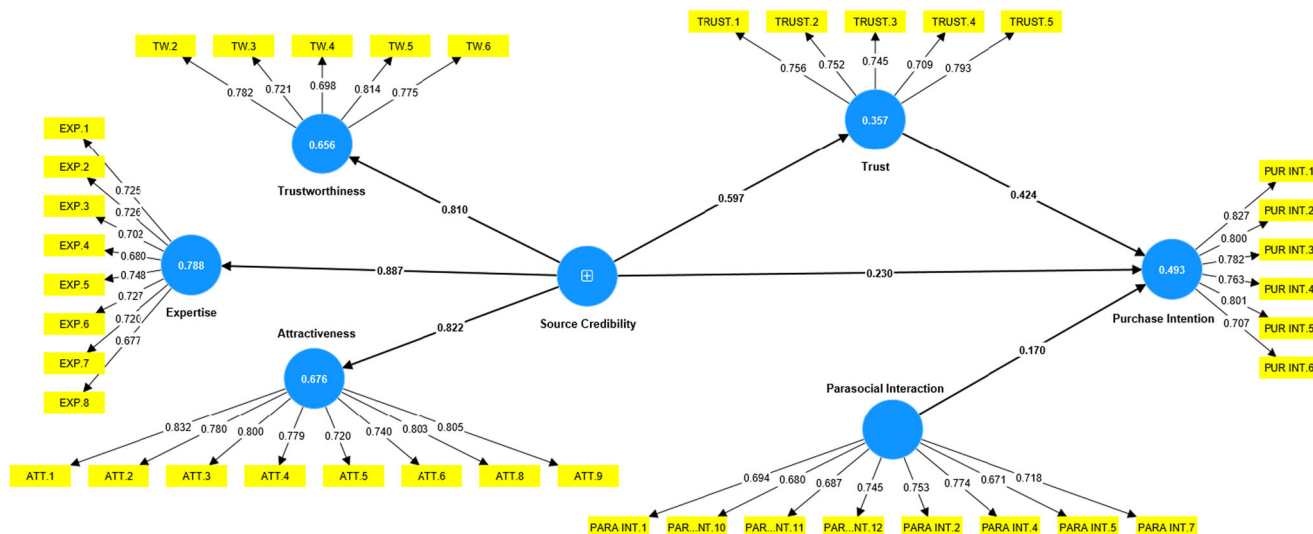 TRUST.1 TRUST.2 TRUST.3 TRUST.4 TRUST.5
TW.2 TW.3 TW.4 TW.5 TW.6
0.756 0.752 0.745 0.709 0.793
0.782 0.721 0.698 0.814 0.775
0.357
Trust
0.656
Trustworthiness
EXP.1
EXP.2
EXP.3
EXP.4
EXP.5
EXP.6
EXP.7
EXP.8
0.725
0.726
0.702
0.680
0.748
0.727
0.720
0.677
0.788
Expertise
0.810
0.887
0.822
0.597
0.424
0.230
0.170
Source Credibility
PUR INT.1
PUR INT.2
PUR INT.3
PUR INT.4
PUR INT.5
PUR INT.6
0.827
0.800
0.782
0.763
0.801
0.707
0.493
Purchase Intention
Attractiveness
0.676
0.832 0.780 0.800 0.779 0.720 0.740 0.803 0.805
ATT.1 ATT.2 ATT.3 ATT.4 ATT.5 ATT.6 ATT.8 ATT.9
Parasocial Interaction
0.694 0.680 0.687 0.745 0.753 0.774 0.671 0.718
PARA INT.1 PAR...NT.10 PAR...NT.11 PAR...NT.12 PARA INT.2 PARA INT.4 PARA INT.5 PARA INT.7